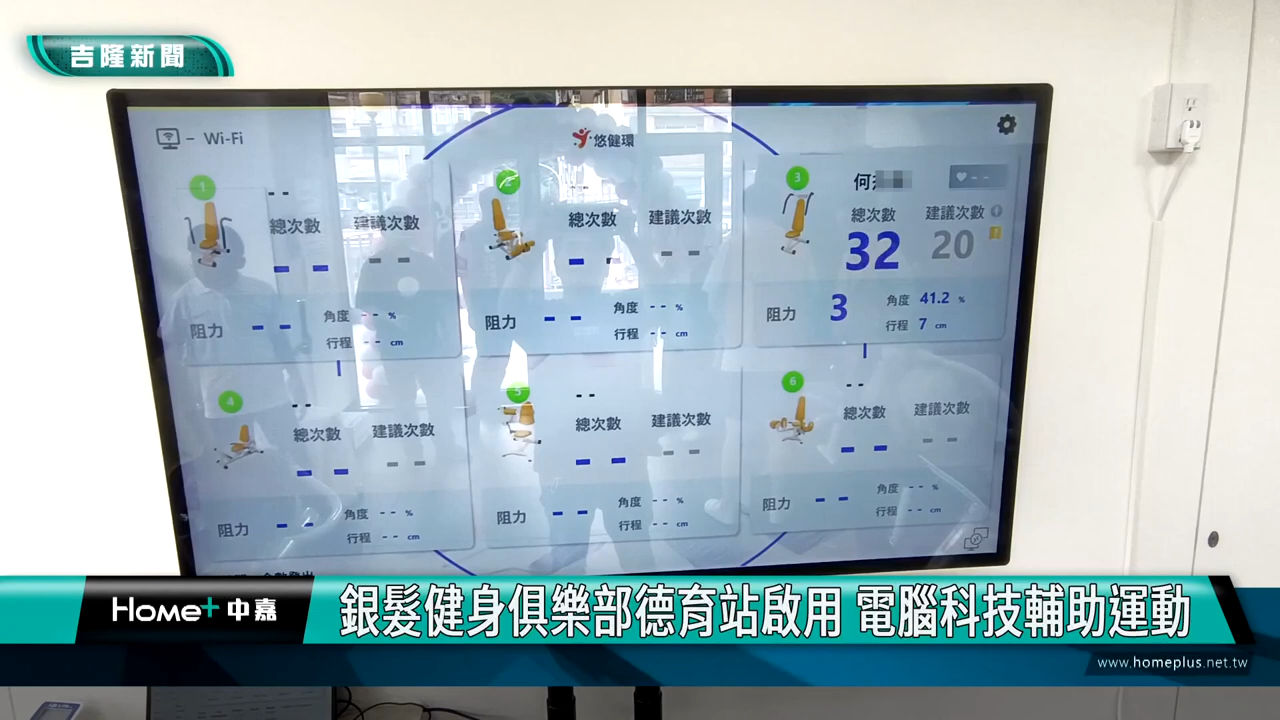 吉隆新聞
- Wi-Fi
悠健環
1
--
總次數 建議次數
-- --
阻力 --
角度 -- %
行程 -- cm
2
--
總次數 建議次數
-- --
阻力 --
角度 -- %
行程 -- cm
3
何
--
總次數 建議次數
32 20
阻力 3
角度 41.2 %
行程 7 cm
4
--
總次數 建議次數
-- --
阻力 --
角度 -- %
行程 -- cm
5
--
總次數 建議次數
-- --
阻力 --
角度 -- %
行程 -- cm
6
--
總次數 建議次數
-- --
阻力 --
角度 -- %
行程 -- cm
Home+ 中嘉
銀髮健身俱樂部德育站啟用 電腦科技輔助運動
www.homeplus.net.tw